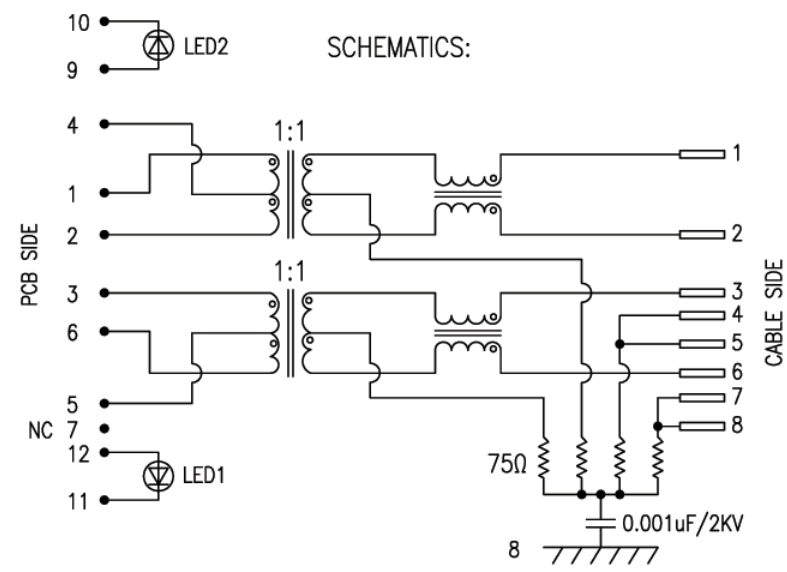 10
LED2
9
SCHEMATICS:
4
1:1
1
1
2
2
PCB SIDE
1:1
3
3
4
6
5
CABLE SIDE
6
5
7
NC 7
8
12
75Ω
LED1
11
0.001uF/2KV
8